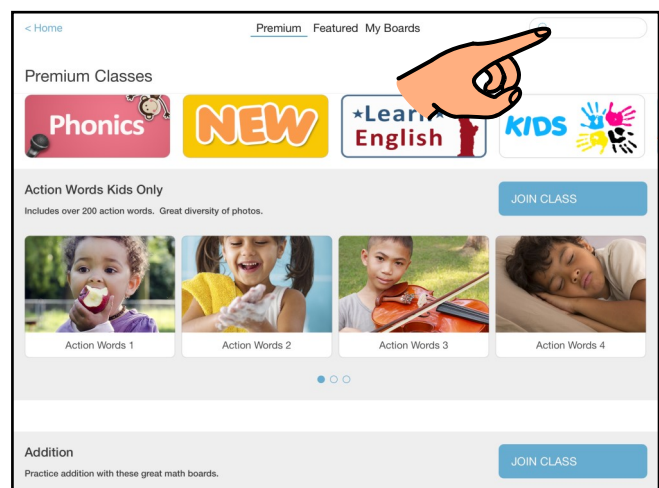 < Home
Premium Featured My Boards
Premium Classes
Phonics
NEW
*Learn*
English
KIDS
Action Words Kids Only
JOIN CLASS
Includes over 200 action words. Great diversity of photos.
Action Words 1
Action Words 2
Action Words 3
Action Words 4
Addition
JOIN CLASS
Practice addition with these great math boards.